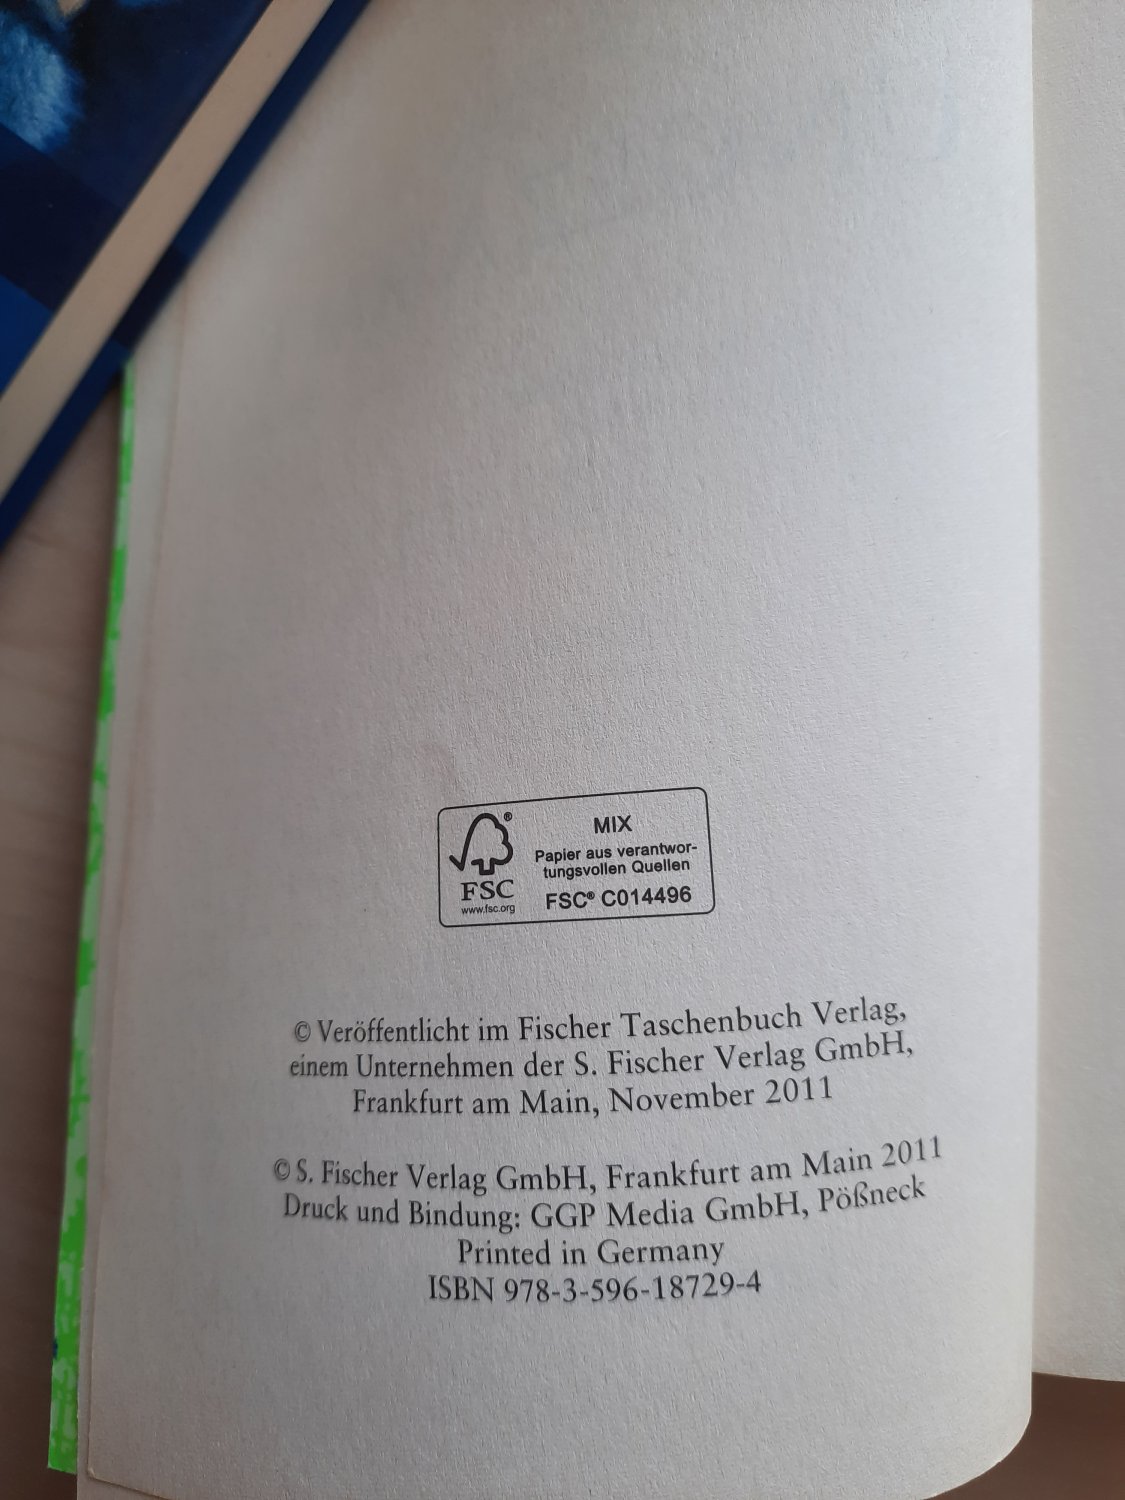 MIX
Papier aus verantwor-
tungsvollen Quellen
FSC® C014496
®
FSC
www.fsc.org
© Veröffentlicht im Fischer Taschenbuch Verlag,
einem Unternehmen der S. Fischer Verlag GmbH,
Frankfurt am Main, November 2011
© S. Fischer Verlag GmbH, Frankfurt am Main 2011
Druck und Bindung: GGP Media GmbH, Pößneck
Printed in Germany
ISBN 978-3-596-18729-4